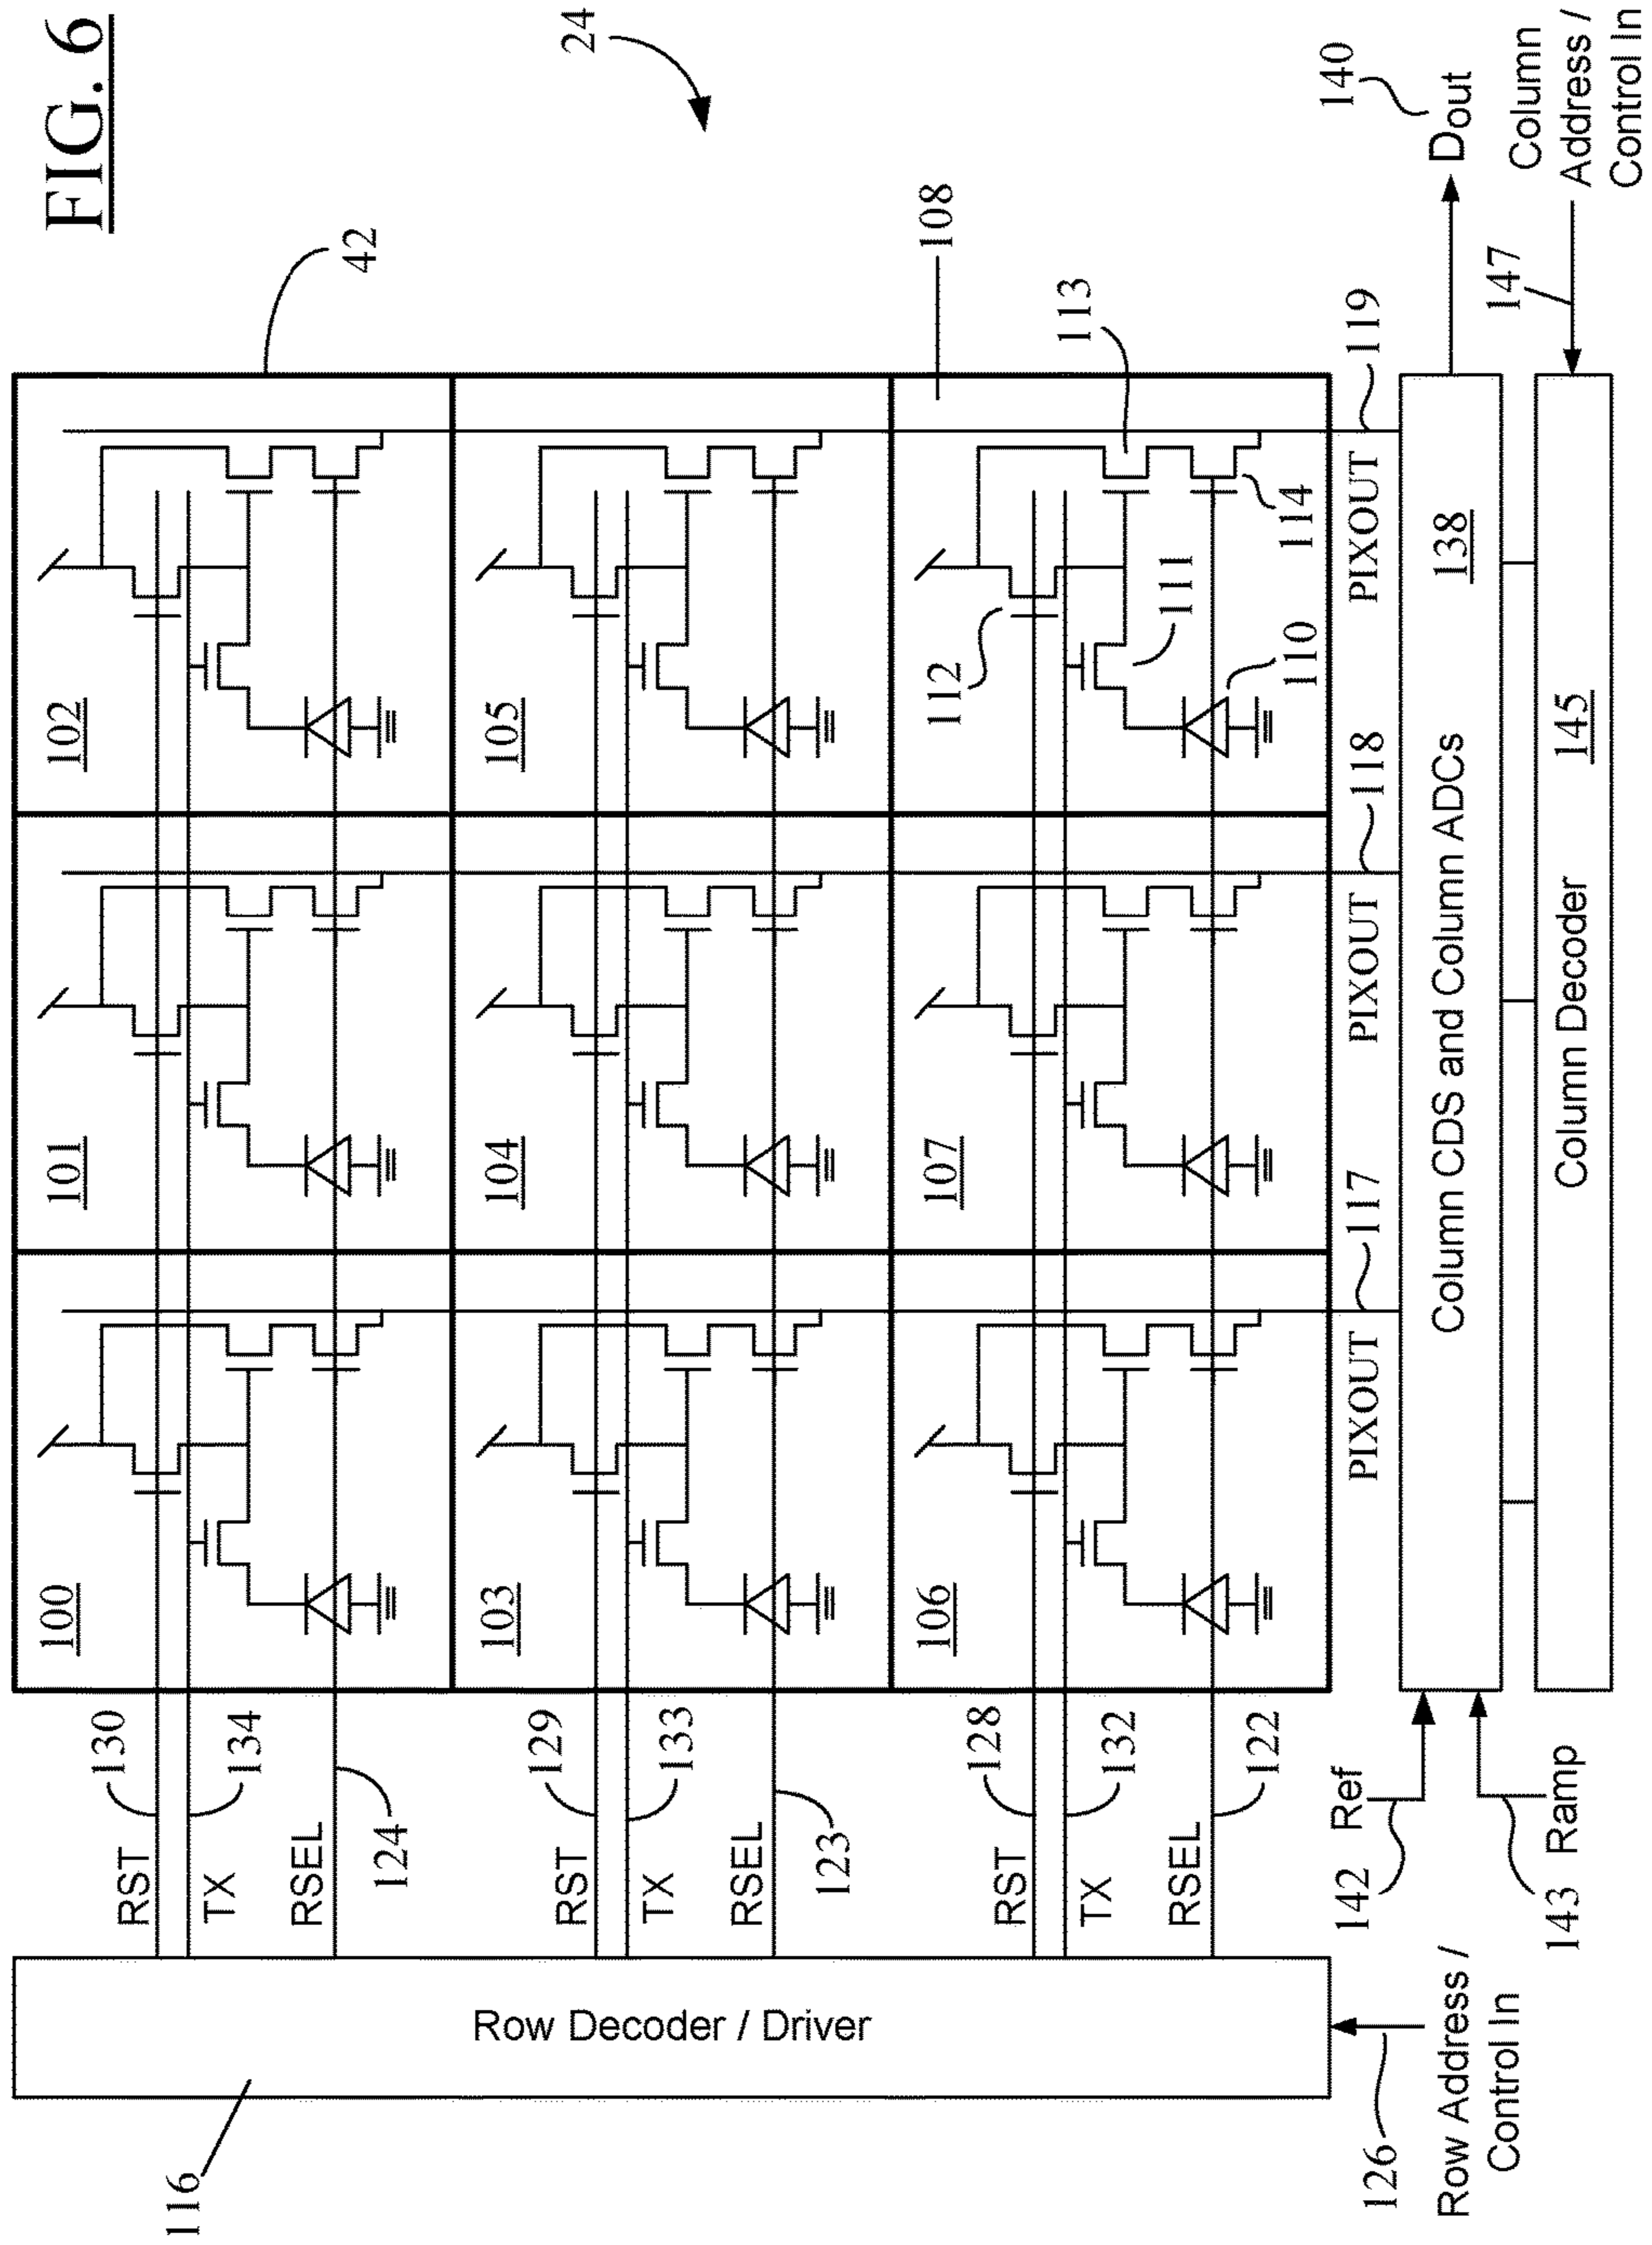 FIG. 6
24
100
101
102
42
130
RST
134
TX
RSEL
124
116
103
104
105
129
RST
133
TX
RSEL
123
Row Decoder / Driver
106
107
108
112
113
111
110
114
128
RST
132
TX
RSEL
122
PIXOUT
117
PIXOUT
118
PIXOUT
119
126
Row Address /
Control In
142
Ref
143
Ramp
Column CDS and Column ADCs
138
140
DOUT
Column Decoder
145
147
Column
Address /
Control In